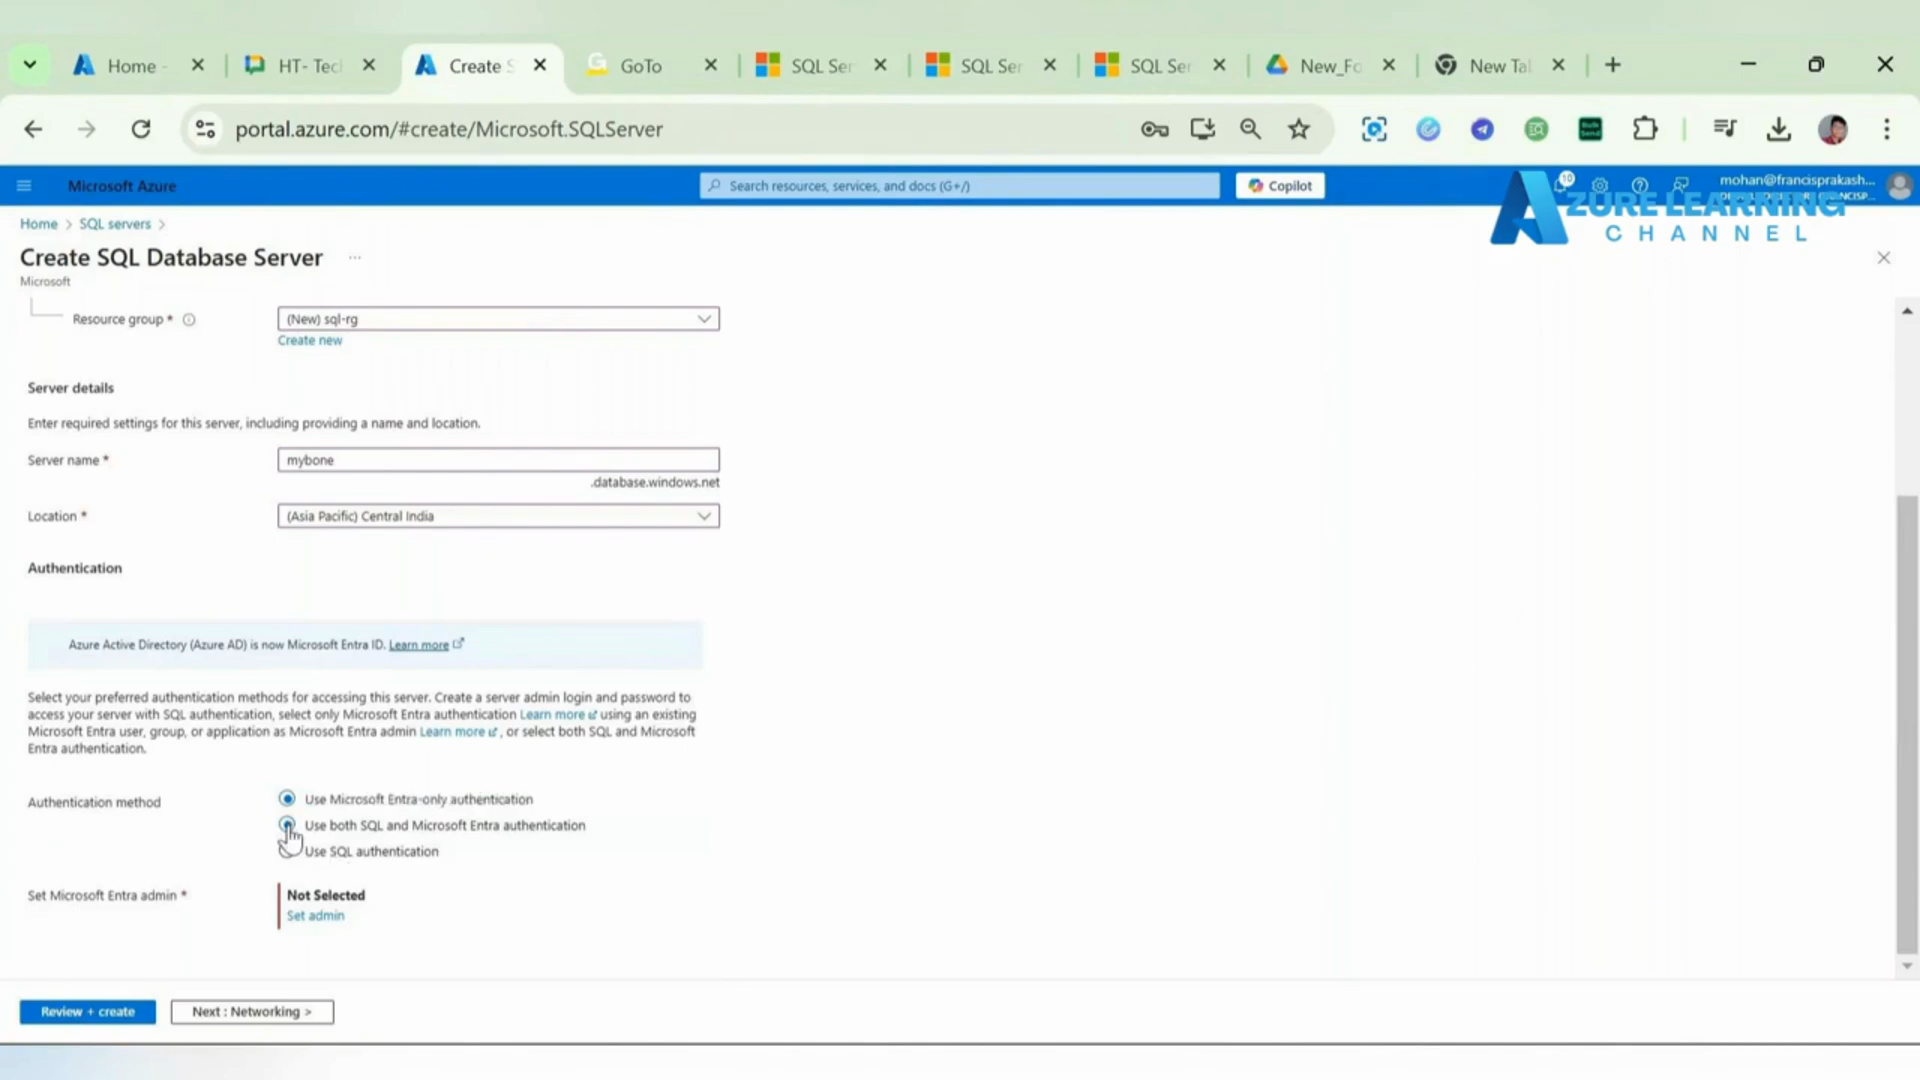 Home -
HT- Tec
Create S
GoTo
SQL Ser
SQL Ser
SQL Ser
New_Fo
New Tal
portal.azure.com/#create/Microsoft.SQLServer
Microsoft Azure
Search resources, services, and docs (G+/)
Copilot
10
mohan@francisprakash...
AZURE LEARNING
CHANNEL
Home > SQL servers >
Create SQL Database Server ...
Microsoft
Resource group *
(New) sql-rg
Create new
Server details
Enter required settings for this server, including providing a name and location.
Server name *
mybone
.database.windows.net
Location *
(Asia Pacific) Central India
Authentication
Azure Active Directory (Azure AD) is now Microsoft Entra ID. Learn more
Select your preferred authentication methods for accessing this server. Create a server admin login and password to
access your server with SQL authentication, select only Microsoft Entra authentication Learn more using an existing
Microsoft Entra user, group, or application as Microsoft Entra admin Learn more , or select both SQL and Microsoft
Entra authentication.
Authentication method
Use Microsoft Entra-only authentication
Use both SQL and Microsoft Entra authentication
Use SQL authentication
Set Microsoft Entra admin *
Not Selected
Set admin
Review + create
Next : Networking >